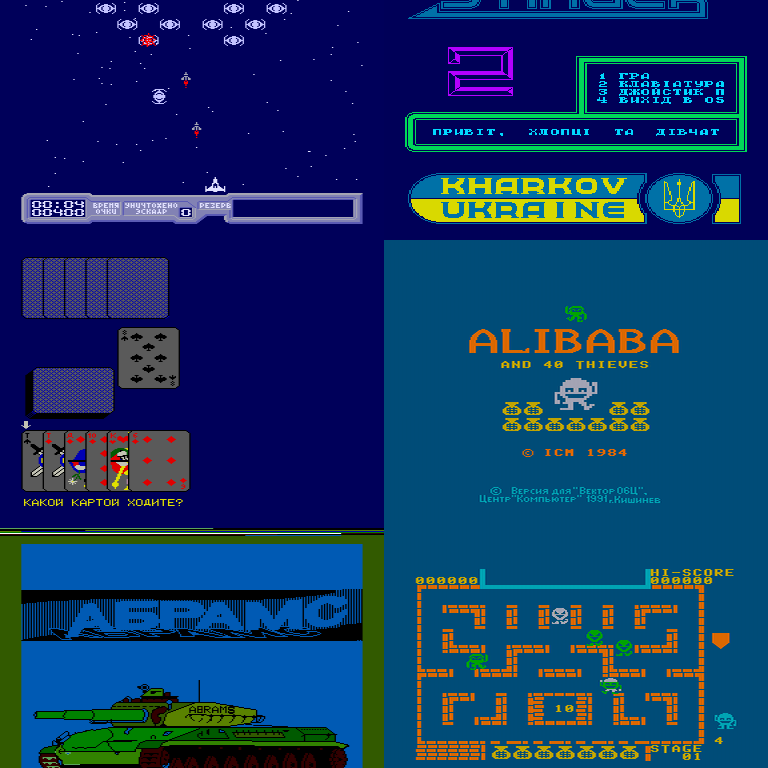 00:04
00400
ВРЕМЯ
ОЧКИ
УНИЧТОЖЕНО
ЭСКАДР
0
РЕЗЕРВ
2
1 ГРА
2 КЛАВІАТУРА
3 ДЖОЙСТИК П
4 ВИХІД В OS
ПРИВІТ, ХЛОПЦІ ТА ДІВЧАТ
KHARKOV
UKRAINE
КАКОЙ КАРТОЙ ХОДИТЕ?
ALIBABA
AND 40 THIEVES
© ICM 1984
© Версия для "Вектор 06Ц",
Центр "Компьютер" 1991, Кишинев
АБРАМС
ABRAMS
HI-SCORE
000000 000000
10
4
STAGE
01